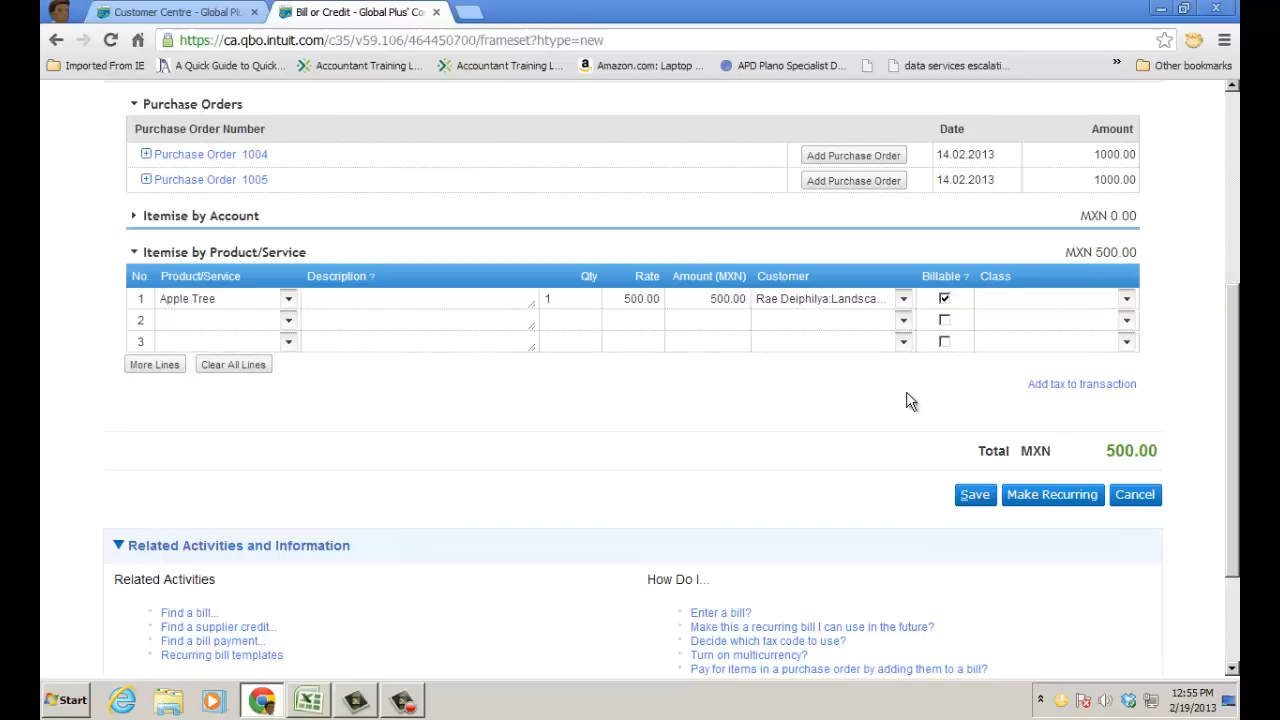 Customer Centre - Global Pl
Bill or Credit - Global Plus' Co
https://ca.qbo.intuit.com/c35/v59.106/464450700/frameset?htype=new
Imported From IE
A Quick Guide to Quick...
Accountant Training L...
Accountant Training L...
Amazon.com: Laptop ...
APD Plano Specialist D...
data services escalati...
»
Other bookmarks
Purchase Orders
Purchase Order Number Date Amount
Purchase Order 1004 Add Purchase Order 14.02.2013 1000.00
Purchase Order 1005 Add Purchase Order 14.02.2013 1000.00
Itemise by Account MXN 0.00
Itemise by Product/Service MXN 500.00
No. Product/Service Description ? Qty Rate Amount (MXN) Customer Billable ? Class
1 Apple Tree 1 500.00 500.00 Rae Deiphilya:Landsca...
2
3
More Lines Clear All Lines
Add tax to transaction
Total MXN 500.00
Save Make Recurring Cancel
Related Activities and Information
Related Activities How Do I...
Find a bill... Enter a bill?
Find a supplier credit... Make this a recurring bill I can use in the future?
Find a bill payment... Decide which tax code to use?
Recurring bill templates Turn on multicurrency?
Pay for items in a purchase order by adding them to a bill?
Start
12:55 PM
2/19/2013